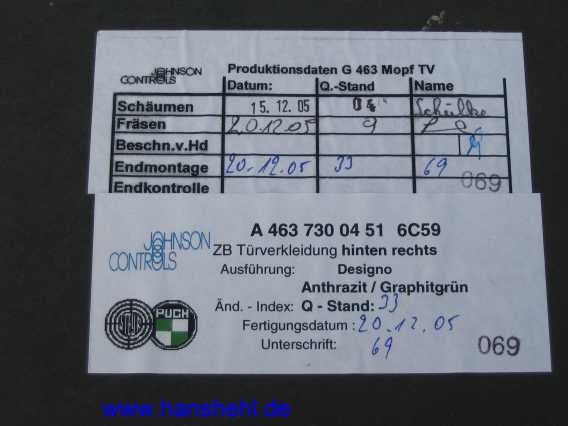 JOHNSON CONTROLS
Produktionsdaten G 463 Mopf TV
Datum: Q.-Stand Name
Schäumen 15.12.05 04 Schülke
Fräsen 20.12.05 9
Beschn.v.Hd
Endmontage 20.12.05 33 69
Endkontrolle 069
JOHNSON CONTROLS
A 463 730 04 51 6C59
ZB Türverkleidung hinten rechts
Ausführung: Designo
Anthrazit / Graphitgrün
Änd. - Index: Q - Stand: 33
Fertigungsdatum : 20.12.05
Unterschrift: 69
069
PUCH
www.hanshehl.de